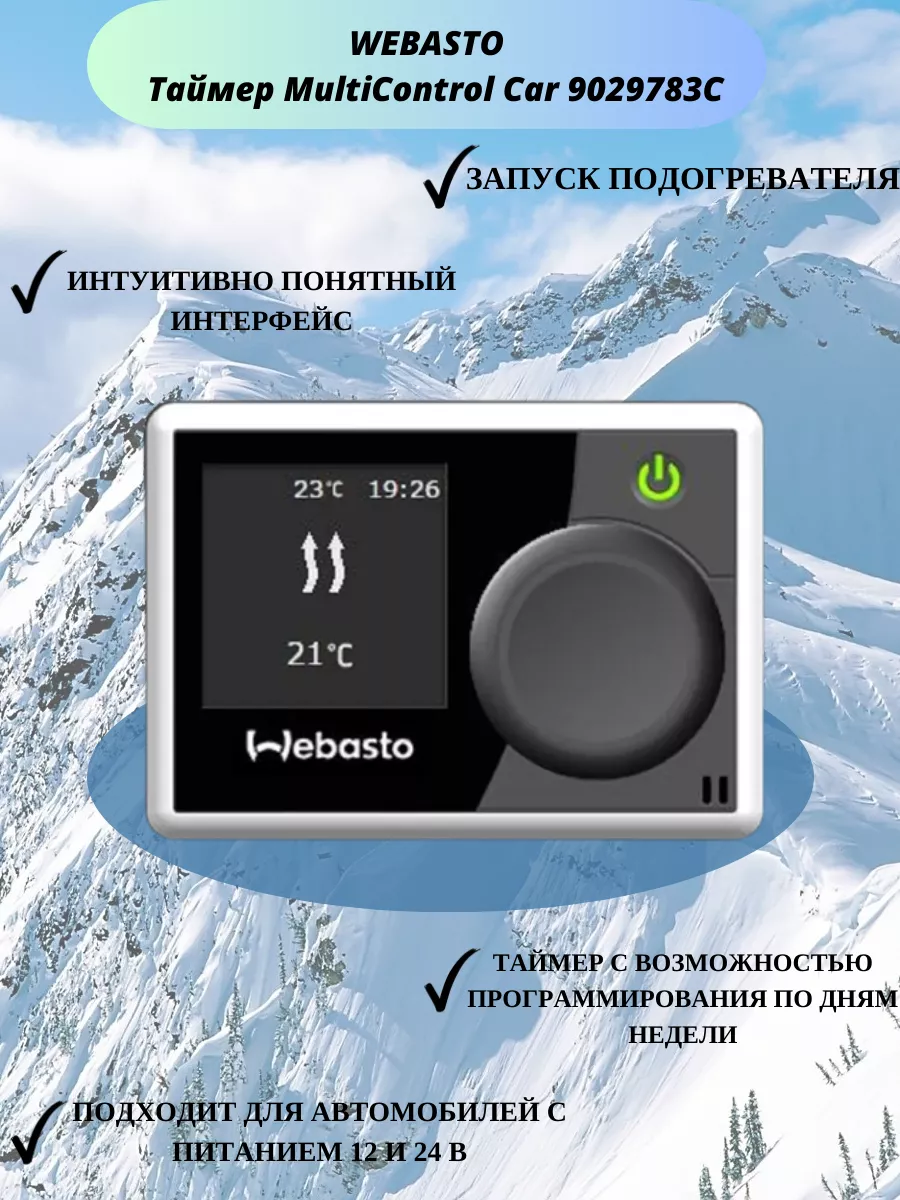 WEBASTO
Таймер MultiControl Car 9029783C
ЗАПУСК ПОДОГРЕВАТЕЛЯ
ИНТУИТИВНО ПОНЯТНЫЙ
ИНТЕРФЕЙС
23°C 19:26
21°C
Webasto
ТАЙМЕР С ВОЗМОЖНОСТЬЮ
ПРОГРАММИРОВАНИЯ ПО ДНЯМ
НЕДЕЛИ
ПОДХОДИТ ДЛЯ АВТОМОБИЛЕЙ С
ПИТАНИЕМ 12 И 24 В